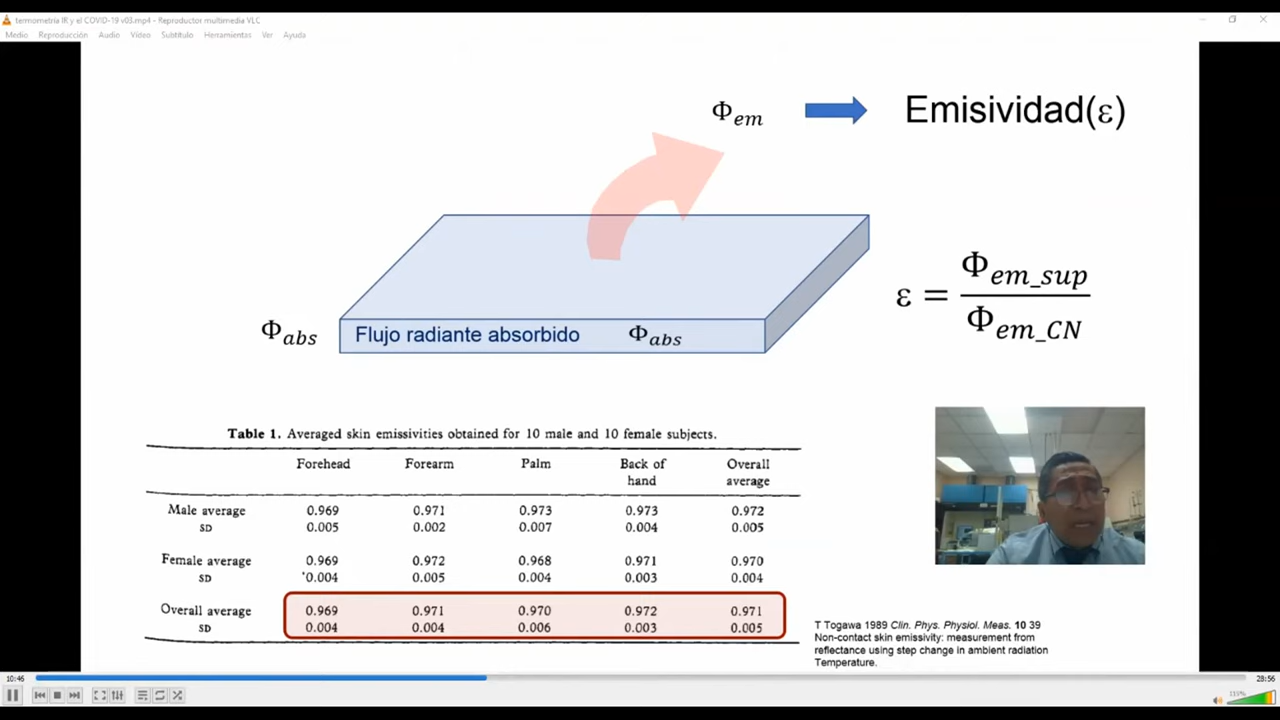 termometría IR y el COVID-19 v03.mp4 - Reproductor multimedia VLC
Medio Reproducción Audio Vídeo Subtítulo Herramientas Ver Ayuda
Φem Emisividad(ε)
ε = Φem_sup / Φem_CN
Φabs Flujo radiante absorbido Φabs
Table 1. Averaged skin emissivities obtained for 10 male and 10 female subjects.
Forehead Forearm Palm Back of hand Overall average
Male average 0.969 0.971 0.973 0.973 0.972
SD 0.005 0.002 0.007 0.004 0.005
Female average 0.969 0.972 0.968 0.971 0.970
SD 0.004 0.005 0.004 0.003 0.004
Overall average 0.969 0.971 0.970 0.972 0.971
SD 0.004 0.004 0.006 0.003 0.005
T Togawa 1989 Clin. Phys. Physiol. Meas. 10 39
Non-contact skin emissivity: measurement from
reflectance using step change in ambient radiation
Temperature.
10:46 28:56
115%